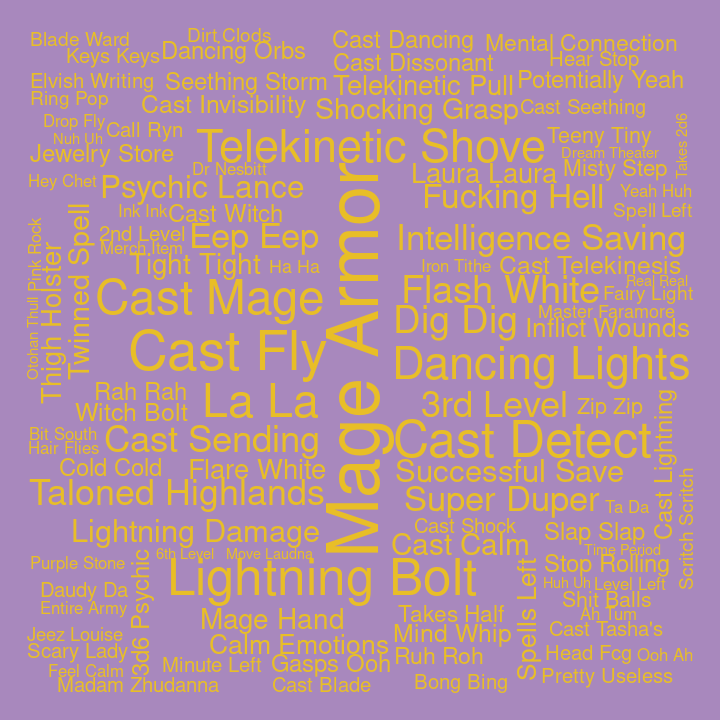 Blade Ward
Dirt Clods
Keys Keys
Dancing Orbs
Cast Dancing
Mental Connection
Cast Dissonant
Hear Stop
Elvish Writing
Seething Storm
Telekinetic Pull
Potentially Yeah
Ring Pop
Cast Invisibility
Shocking Grasp
Cast Seething
Drop Fly
Call Ryn
Nuh Uh
Telekinetic Shove
Teeny Tiny
Takes 2d6
Jewelry Store
Dream Theater
Dr Nesbitt
Laura Laura
Misty Step
Hey Chet
Psychic Lance
Fucking Hell
Yeah Huh
Ink Ink
Cast Witch
Spell Left
2nd Level
Eep Eep
Intelligence Saving
Merch Item
Tight Tight
Ha Ha
Iron Tithe
Cast Telekinesis
Otohan Thull
Pink Rock
Thigh Holster
Twinned Spell
Real Real
Cast Mage
Mage Armor
Flash White
Fairy Light
Master Faramore
Dig Dig
Inflict Wounds
Cast Fly
Dancing Lights
Rah Rah
La La
3rd Level
Zip Zip
Witch Bolt
Bit South
Cast Sending
Cast Detect
Cast Lightning
Hair Flies
Cold Cold
Flare White
Successful Save
Taloned Highlands
Super Duper
Ta Da
Scritch Scritch
Lightning Damage
Cast Shock
Slap Slap
Cast Calm
Time Period
6th Level
Move Laudna
Purple Stone
Lightning Bolt
Stop Rolling
Huh Uh
Level Left
Daudy Da
3d6 Psychic
Spells Left
Shit Balls
Entire Army
Mage Hand
Takes Half
Ah Tum
Jeez Louise
Mind Whip
Cast Tasha's
Scary Lady
Calm Emotions
Ruh Roh
Head Fcg
Ooh Ah
Feel Calm
Minute Left
Gasps Ooh
Pretty Useless
Madam Zhudanna
Cast Blade
Bong Bing